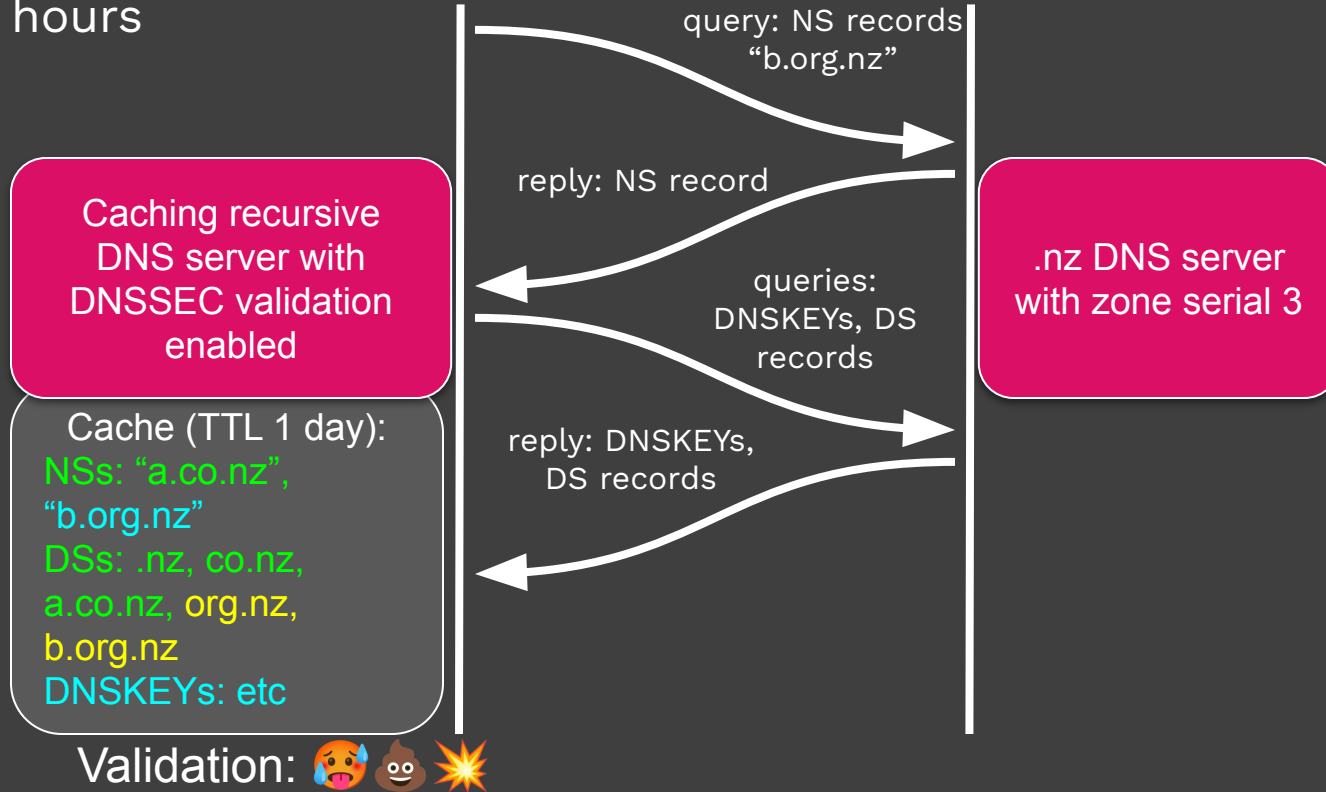 hours
query: NS records
“b.org.nz”
reply: NS record
Caching recursive
DNS server with
DNSSEC validation
enabled
.nz DNS server
with zone serial 3
queries:
DNSKEYs, DS
records
Cache (TTL 1 day):
NSs: “a.co.nz”,
“b.org.nz”
DSs: .nz, co.nz,
a.co.nz, org.nz,
b.org.nz
DNSKEYs: etc
reply: DNSKEYs,
DS records
Validation: 🥵💩💥